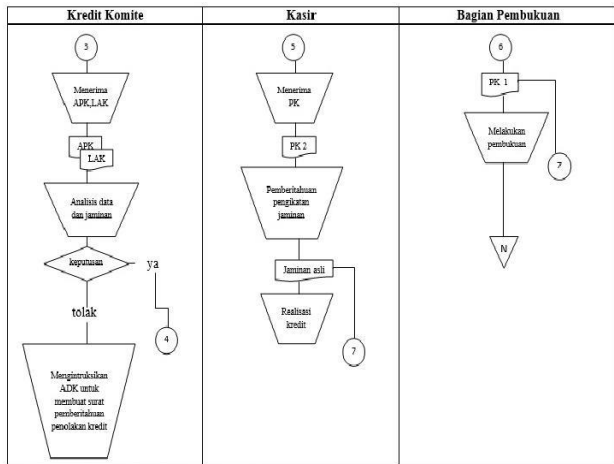 Kredit Komite
3
Menerima
APK,LAK
APK
LAK
Analisis data
dan jaminan
keputusan
ya
tolak
4
Mengintruksikan
ADK untuk
membuat surat
pemberitahuan
penolakan kredit
Kasir
5
Menerima
PK
PK 2
Pemberitahuan
pengikatan
jaminan
Jaminan asli
Realisasi
kredit
7
Bagian Pembukuan
6
PK 1
Melakukan
pembukuan
7
N